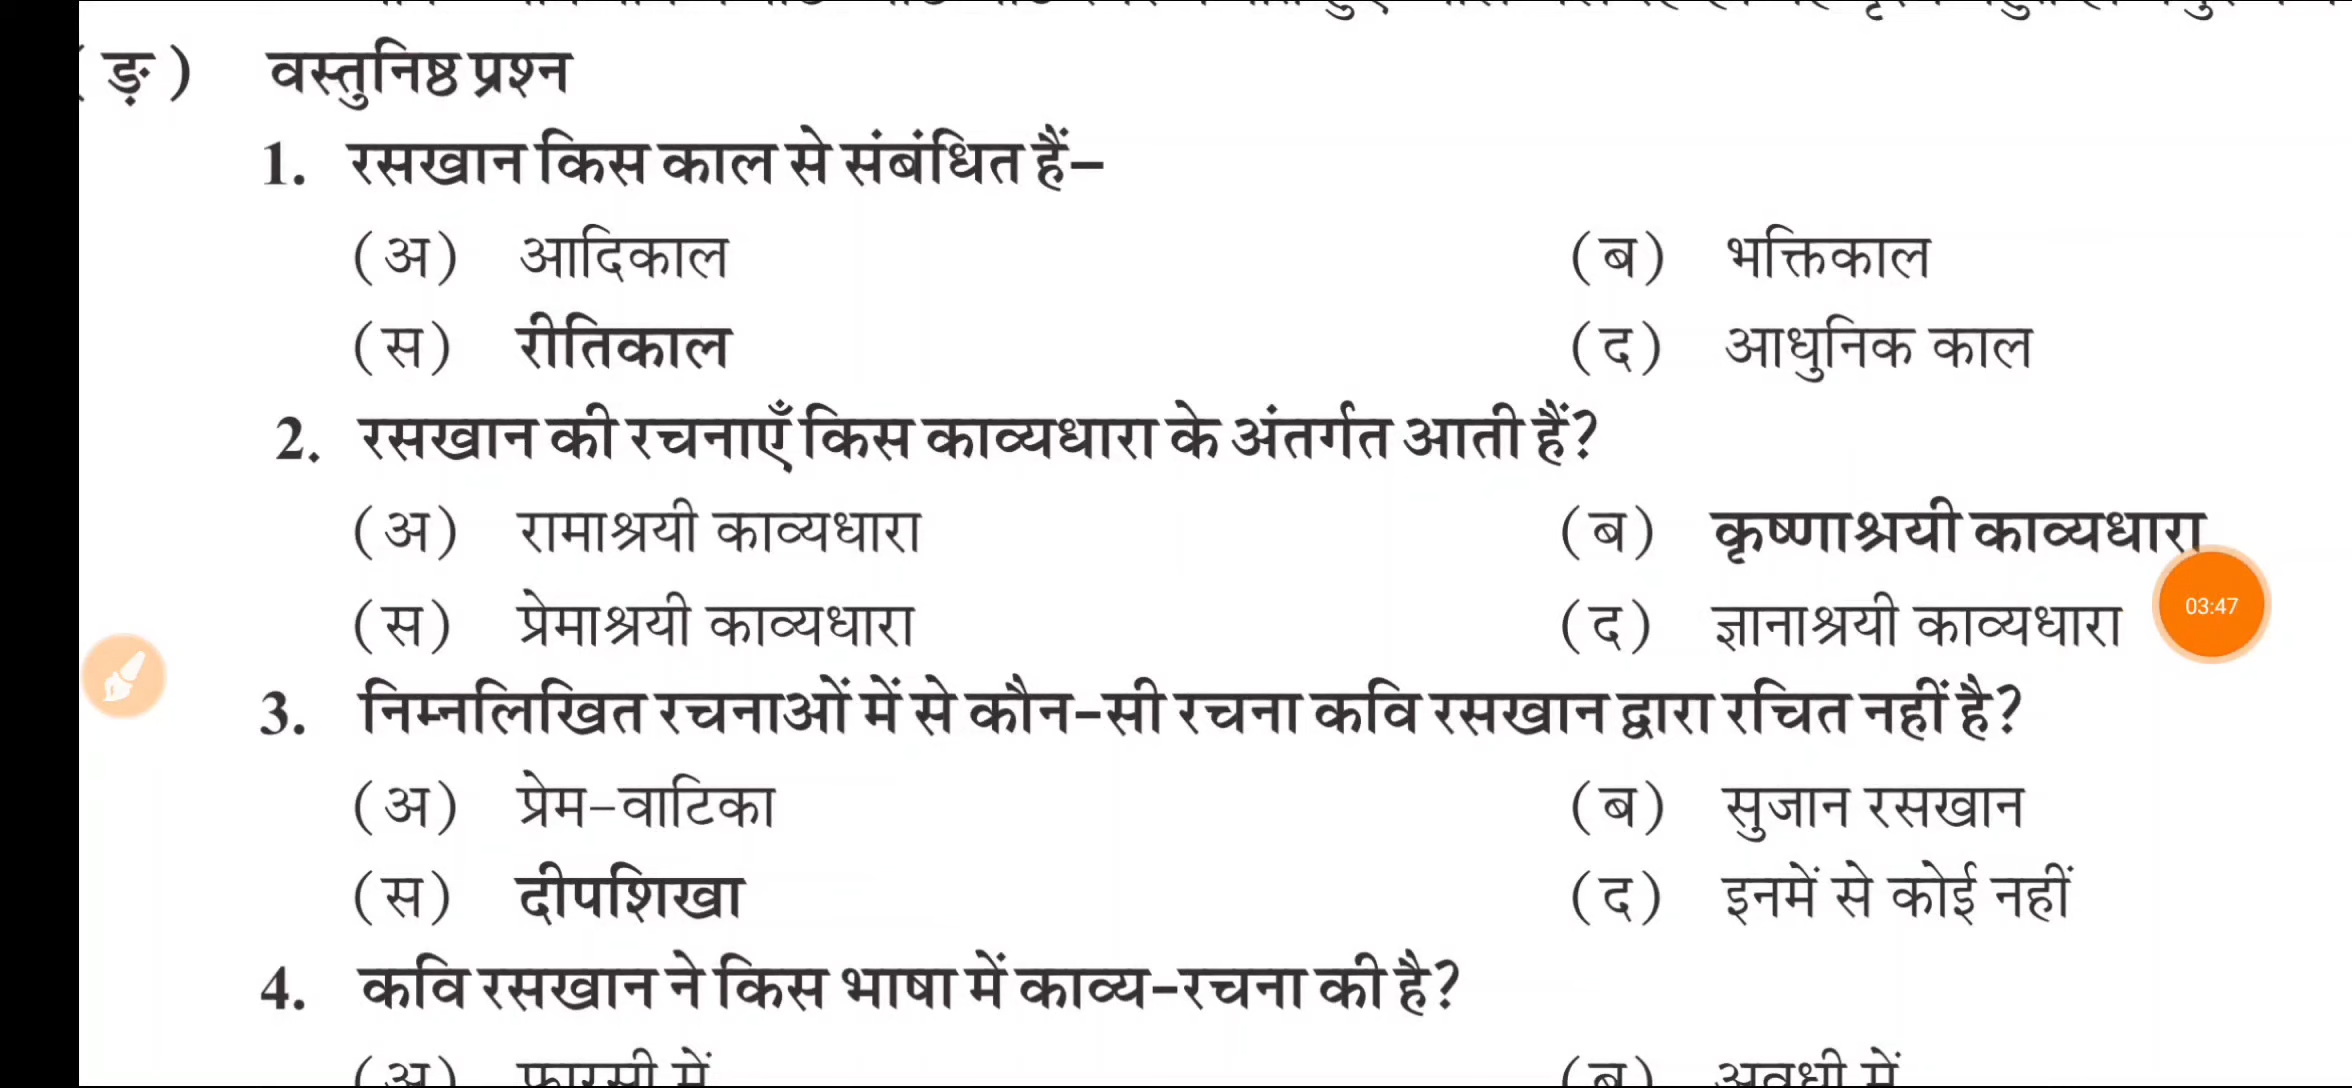 (ङ) वस्तुनिष्ठ प्रश्न
1. रसखान किस काल से संबंधित हैं–
(अ) आदिकाल (ब) भक्तिकाल
(स) रीतिकाल (द) आधुनिक काल
2. रसखान की रचनाएँ किस काव्यधारा के अंतर्गत आती हैं?
(अ) रामाश्रयी काव्यधारा (ब) कृष्णाश्रयी काव्यधारा
(स) प्रेमाश्रयी काव्यधारा (द) ज्ञानाश्रयी काव्यधारा 03:47
3. निम्नलिखित रचनाओं में से कौन-सी रचना कवि रसखान द्वारा रचित नहीं है?
(अ) प्रेम-वाटिका (ब) सुजान रसखान
(स) दीपशिखा (द) इनमें से कोई नहीं
4. कवि रसखान ने किस भाषा में काव्य-रचना की है?
(अ) फारसी में (ब) अवधी में